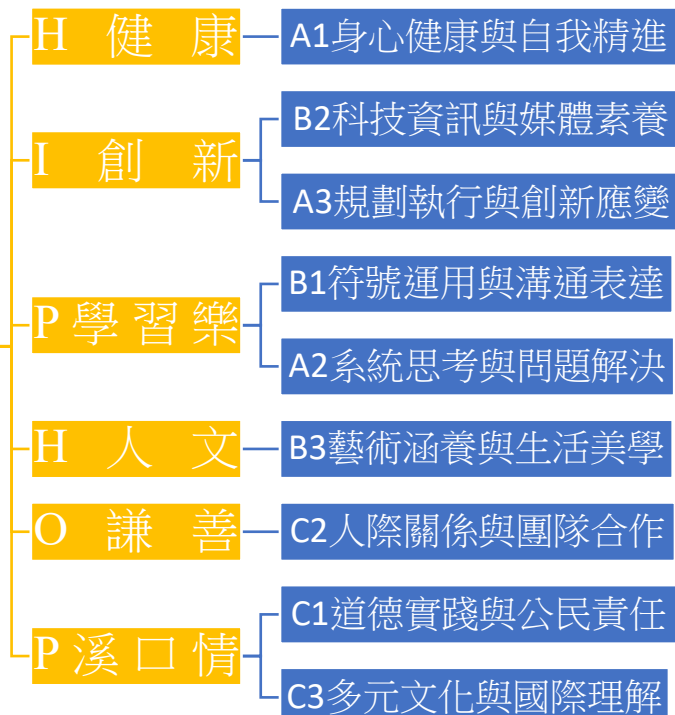 H 健 康
A1身心健康與自我精進
I 創 新
B2科技資訊與媒體素養
A3規劃執行與創新應變
P 學 習 樂
B1符號運用與溝通表達
A2系統思考與問題解決
H 人 文
B3藝術涵養與生活美學
O 謙 善
C2人際關係與團隊合作
P 溪 口 情
C1道德實踐與公民責任
C3多元文化與國際理解